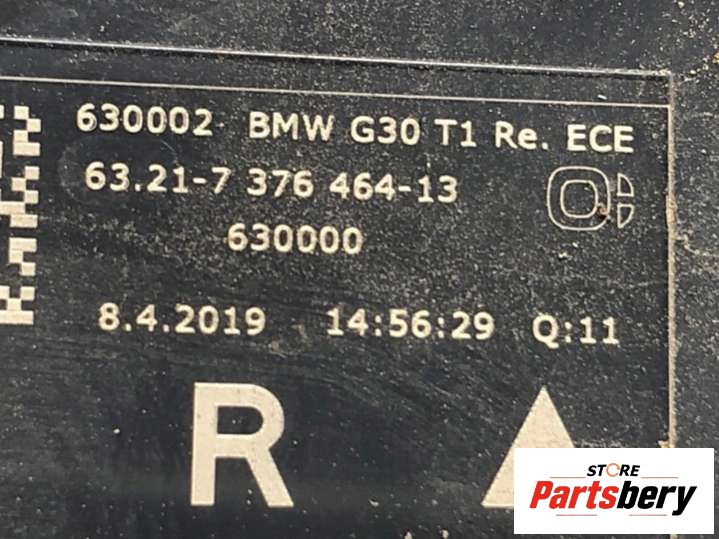 630002 BMW G30 T1 Re. ECE
63.21-7 376 464-13
630000
8.4.2019 14:56:29 Q:11
R
STORE
Partsbery